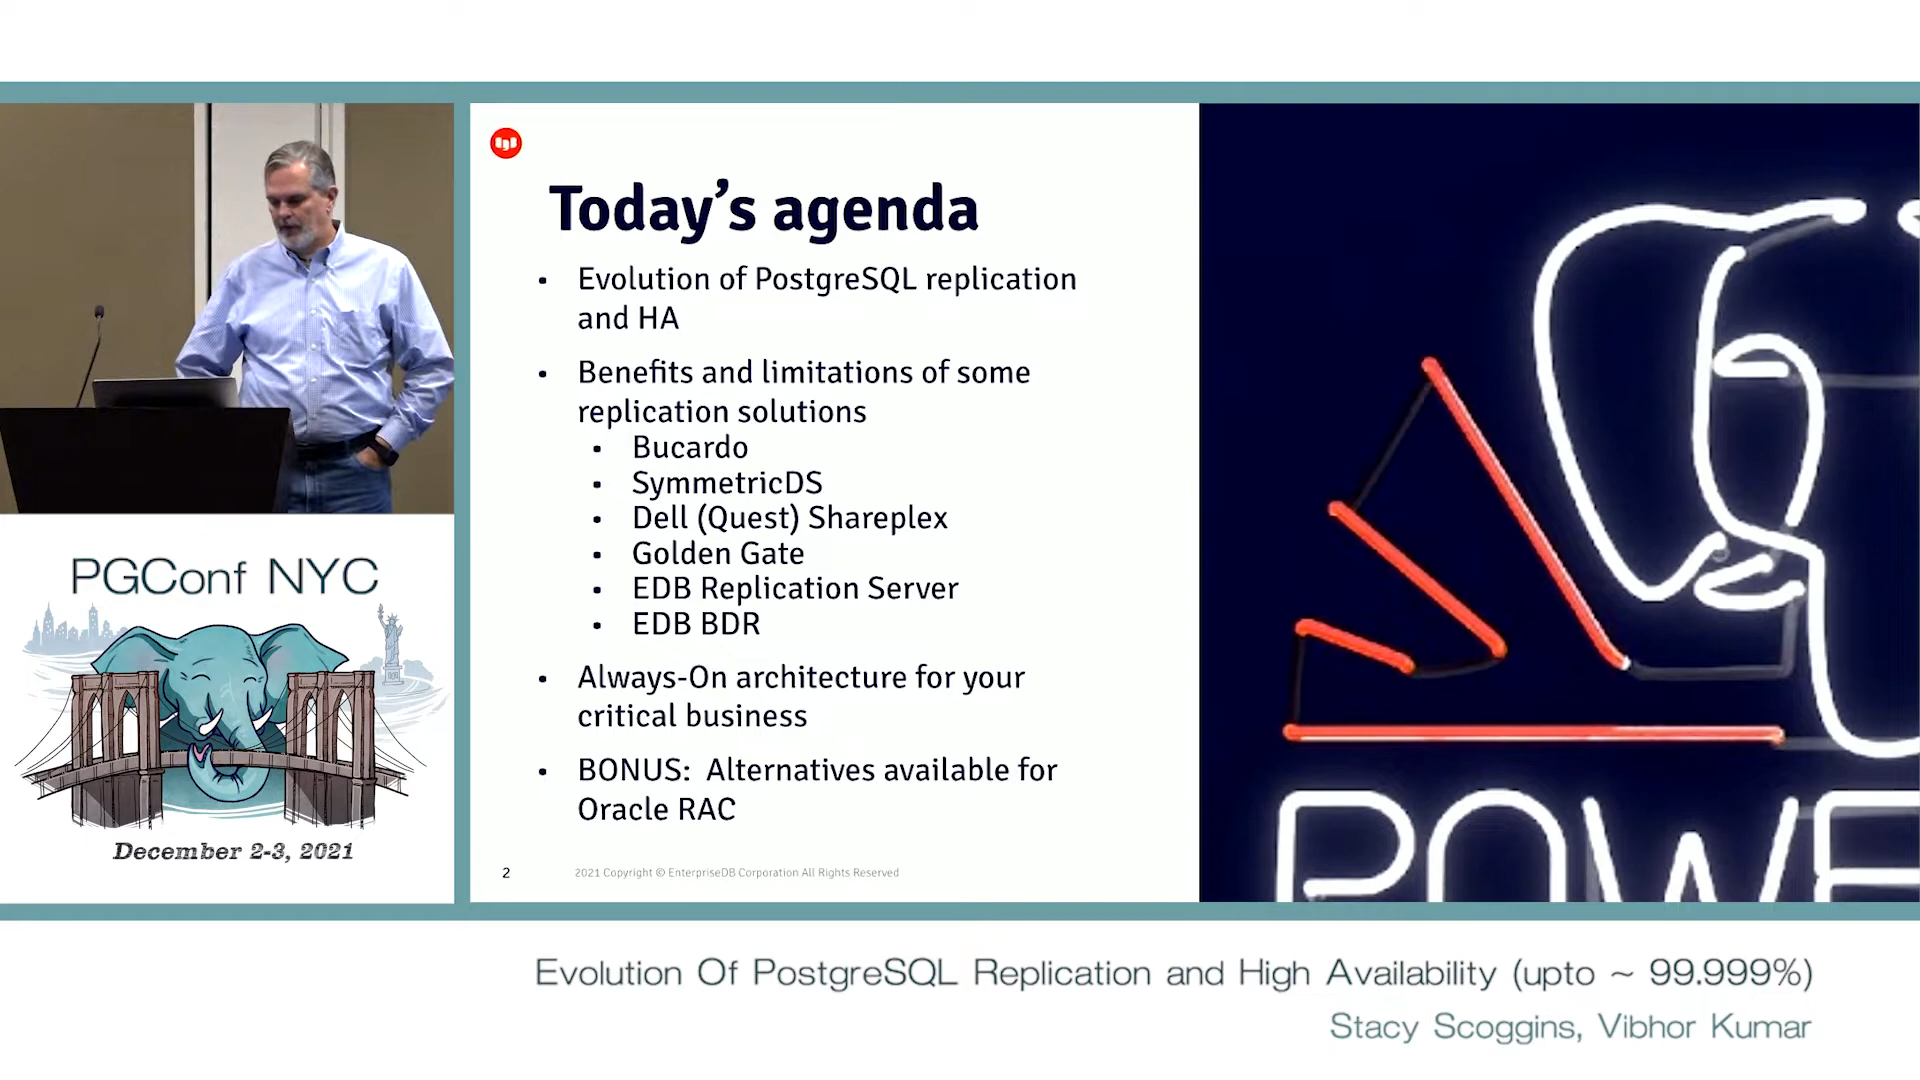 Today's agenda
▪ Evolution of PostgreSQL replication
and HA
▪ Benefits and limitations of some
replication solutions
▪ Bucardo
▪ SymmetricDS
▪ Dell (Quest) Shareplex
▪ Golden Gate
▪ EDB Replication Server
▪ EDB BDR
▪ Always-On architecture for your
critical business
▪ BONUS:  Alternatives available for
Oracle RAC
2
2021 Copyright © EnterpriseDB Corporation All Rights Reserved
POWE
PGConf NYC
December 2-3, 2021
Evolution Of PostgreSQL Replication and High Availability (upto ~ 99.999%)
Stacy Scoggins, Vibhor Kumar